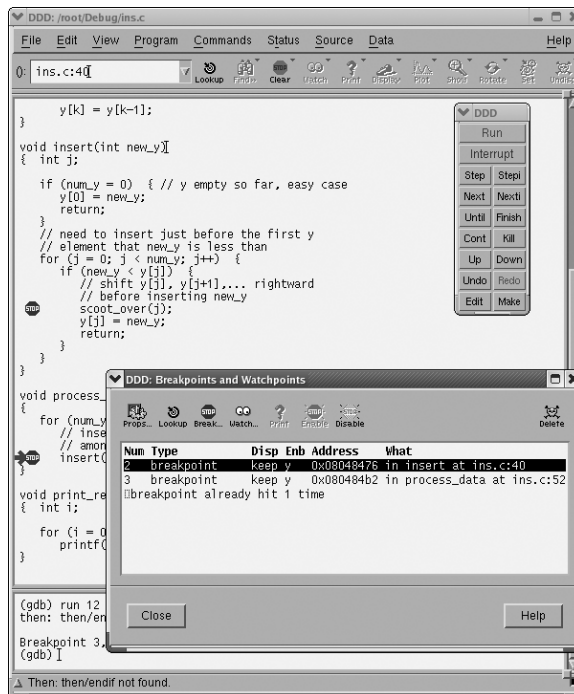 DDD: /root/Debug/ins.c
File Edit View Program Commands Status Source Data Help
(): ins.c:40
Lookup Find» Clear Watch Print Display Plot Show Rotate Set Undisp
y[k] = y[k-1];
}
void insert(int new_y)
{ int j;
if (num_y = 0) { // y empty so far, easy case
y[0] = new_y;
return;
}
// need to insert just before the first y
// element that new_y is less than
for (j = 0; j < num_y; j++) {
if (new_y < y[j]) {
// shift y[j], y[j+1],... rightward
// before inserting new_y
STOP scoot_over(j);
y[j] = new_y;
return;
}
}
}
DDD
Run
Interrupt
Step Stepi
Next Nexti
Until Finish
Cont Kill
Up Down
Undo Redo
Edit Make
void process_
{
for (num_y
// inse
// amon
STOP insert(
}
void print_re
{ int i;
for (i = 0
printf(
}
DDD: Breakpoints and Watchpoints
Props... Lookup Break... Watch... Print Enable Disable Delete
Num Type Disp Enb Address What
2 breakpoint keep y 0x08048476 in insert at ins.c:40
3 breakpoint keep y 0x080484b2 in process_data at ins.c:52
breakpoint already hit 1 time
Close Help
(gdb) run 12
then: then/en
Breakpoint 3,
(gdb)
Then: then/endif not found.